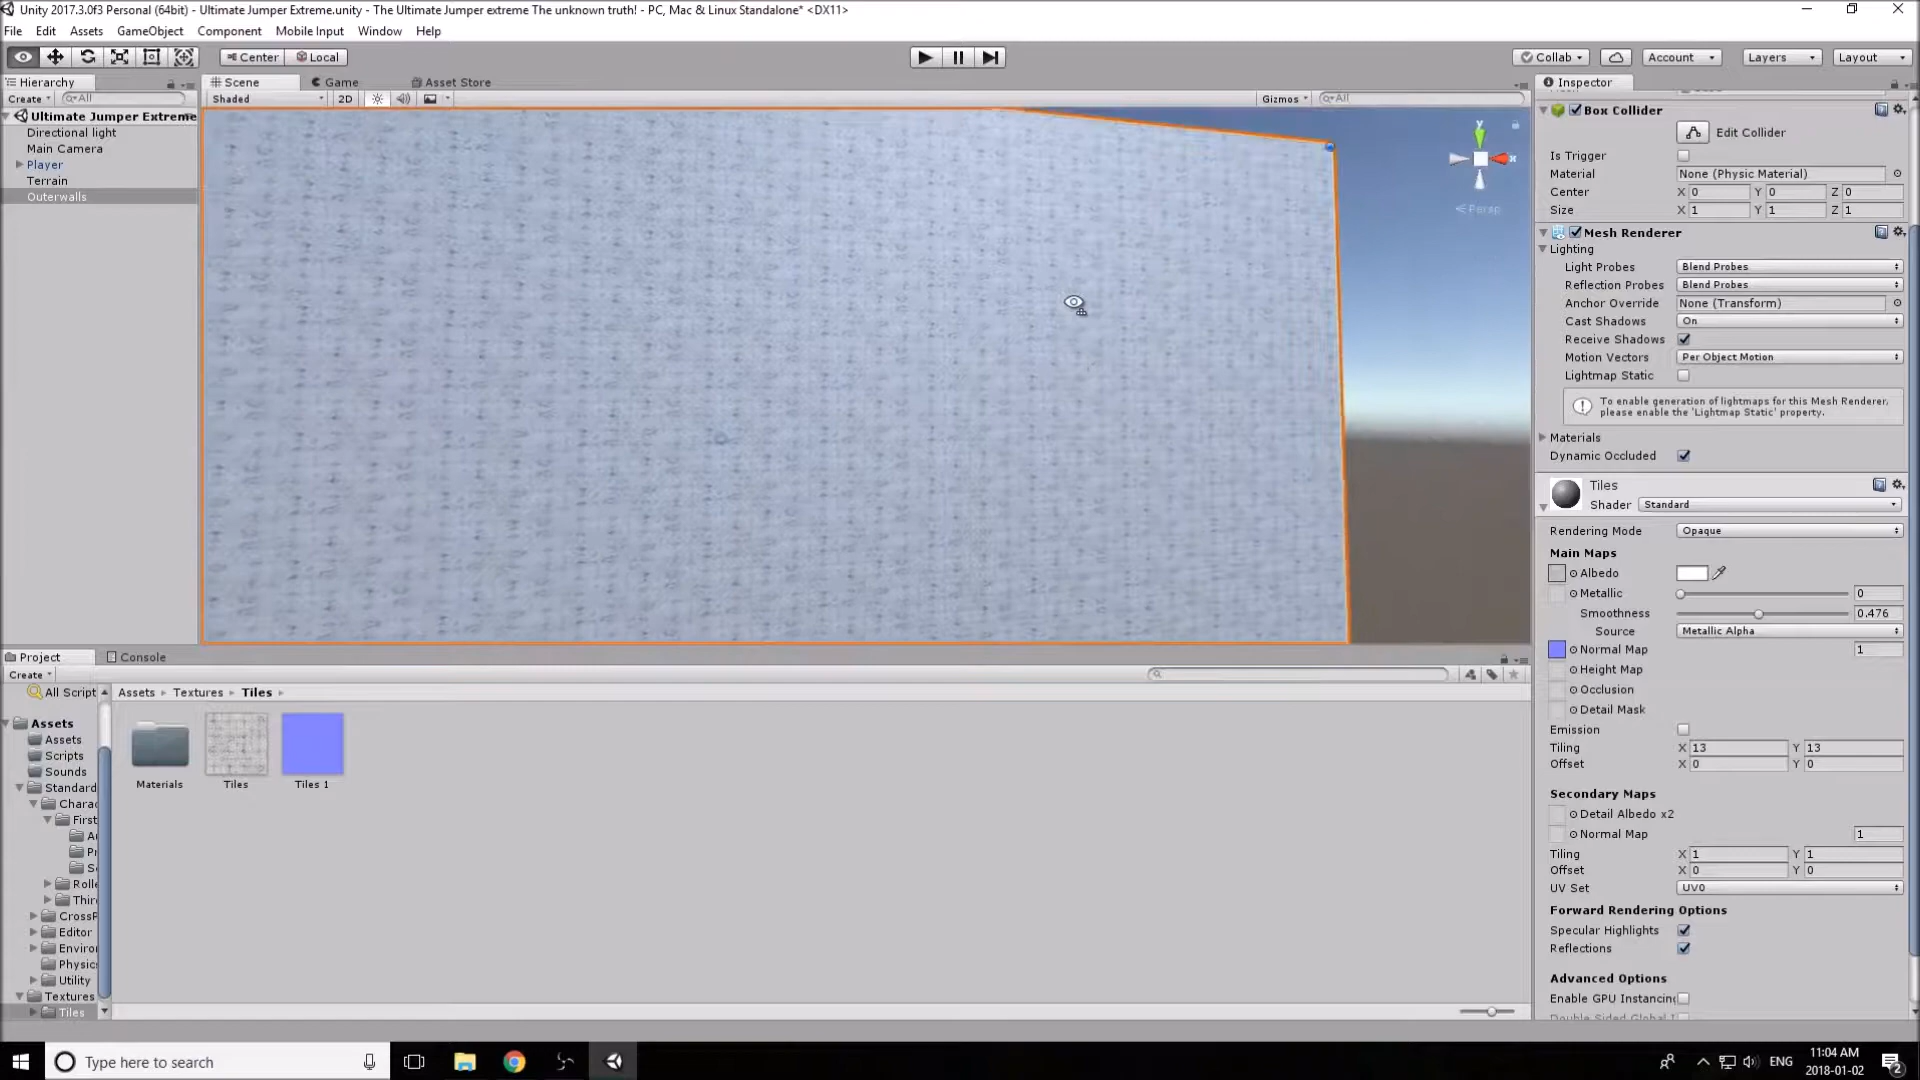 Unity 2017.3.0f3 Personal (64bit) - Ultimate Jumper Extreme.unity - The Ultimate Jumper extreme The unknown truth! - PC, Mac & Linux Standalone* <DX11>
File Edit Assets GameObject Component Mobile Input Window Help
Center Local Collab Account Layers Layout
Hierarchy Scene Game Asset Store Inspector
Create All Shaded 2D Gizmos All
Ultimate Jumper Extreme
Directional light
Main Camera
Player
Terrain
Outerwalls
y
x
Persp
Box Collider
Edit Collider
Is Trigger
Material None (Physic Material)
Center X 0 Y 0 Z 0
Size X 1 Y 1 Z 1
Mesh Renderer
Lighting
Light Probes Blend Probes
Reflection Probes Blend Probes
Anchor Override None (Transform)
Cast Shadows On
Receive Shadows
Motion Vectors Per Object Motion
Lightmap Static
To enable generation of lightmaps for this Mesh Renderer,
please enable the 'Lightmap Static' property.
Materials
Dynamic Occluded
Tiles
Shader Standard
Rendering Mode Opaque
Main Maps
Albedo
Metallic 0
Smoothness 0.476
Source Metallic Alpha
Normal Map 1
Height Map
Occlusion
Detail Mask
Emission
Tiling X 13 Y 13
Offset X 0 Y 0
Secondary Maps
Detail Albedo x2
Normal Map 1
Tiling X 1 Y 1
Offset X 0 Y 0
UV Set UV0
Forward Rendering Options
Specular Highlights
Reflections
Advanced Options
Enable GPU Instancing
Project Console
Create
All Script
Assets
Assets
Scripts
Sounds
Standard
Charac
First
A
Pr
S
Rolle
Thir
CrossP
Editor
Enviro
Physic
Utility
Textures
Tiles
Assets Textures Tiles
Materials Tiles Tiles 1
Type here to search
ENG
11:04 AM
2018-01-02
2